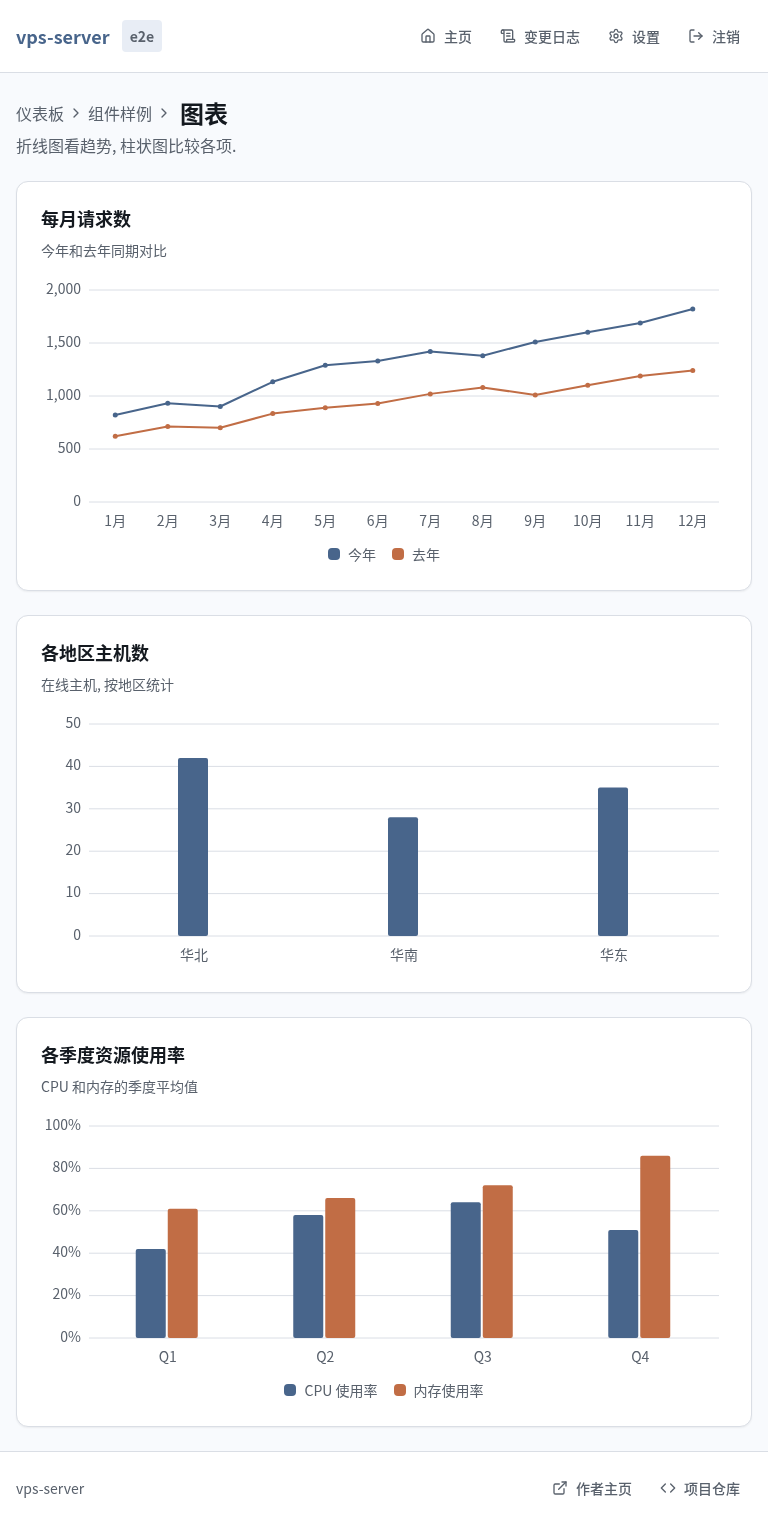 vps-server e2e 主页 变更日志 设置 注销
仪表板 组件样例 图表
折线图看趋势, 柱状图比较各项.
每月请求数
今年和去年同期对比
2,000
1,500
1,000
500
0
1月 2月 3月 4月 5月 6月 7月 8月 9月 10月 11月 12月
今年 去年
各地区主机数
在线主机, 按地区统计
50
40
30
20
10
0
华北 华南 华东
各季度资源使用率
CPU 和内存的季度平均值
100%
80%
60%
40%
20%
0%
Q1 Q2 Q3 Q4
CPU 使用率 内存使用率
vps-server 作者主页 项目仓库